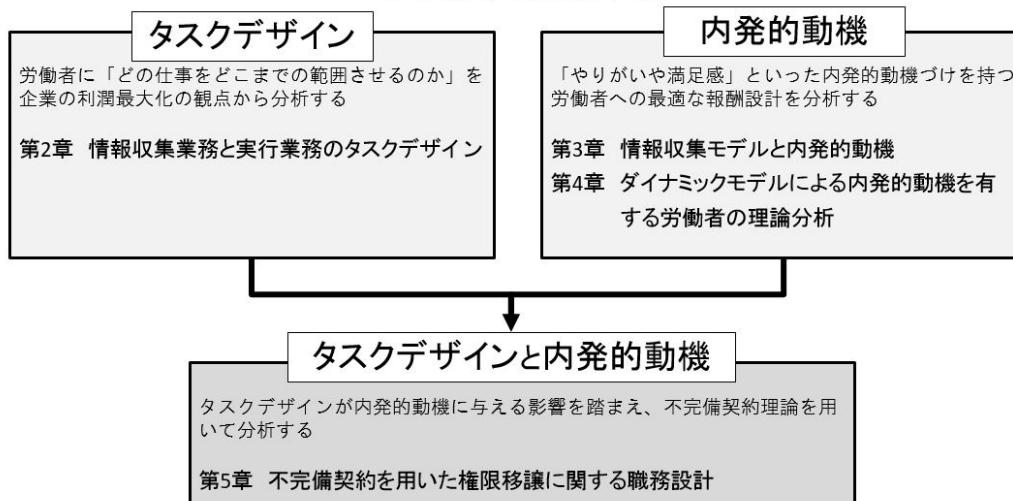 タスクデザイン
労働者に「どの仕事をどこまでの範囲させるのか」を
企業の利潤最大化の観点から分析する
第2章 情報収集業務と実行業務のタスクデザイン
内発的動機
「やりがいや満足感」といった内発的動機づけを持つ
労働者への最適な報酬設計を分析する
第3章 情報収集モデルと内発的動機
第4章 ダイナミックモデルによる内発的動機を有
する労働者の理論分析
タスクデザインと内発的動機
タスクデザインが内発的動機に与える影響を踏まえ、不完備契約理論を用
いて分析する
第5章 不完備契約を用いた権限移譲に関する職務設計